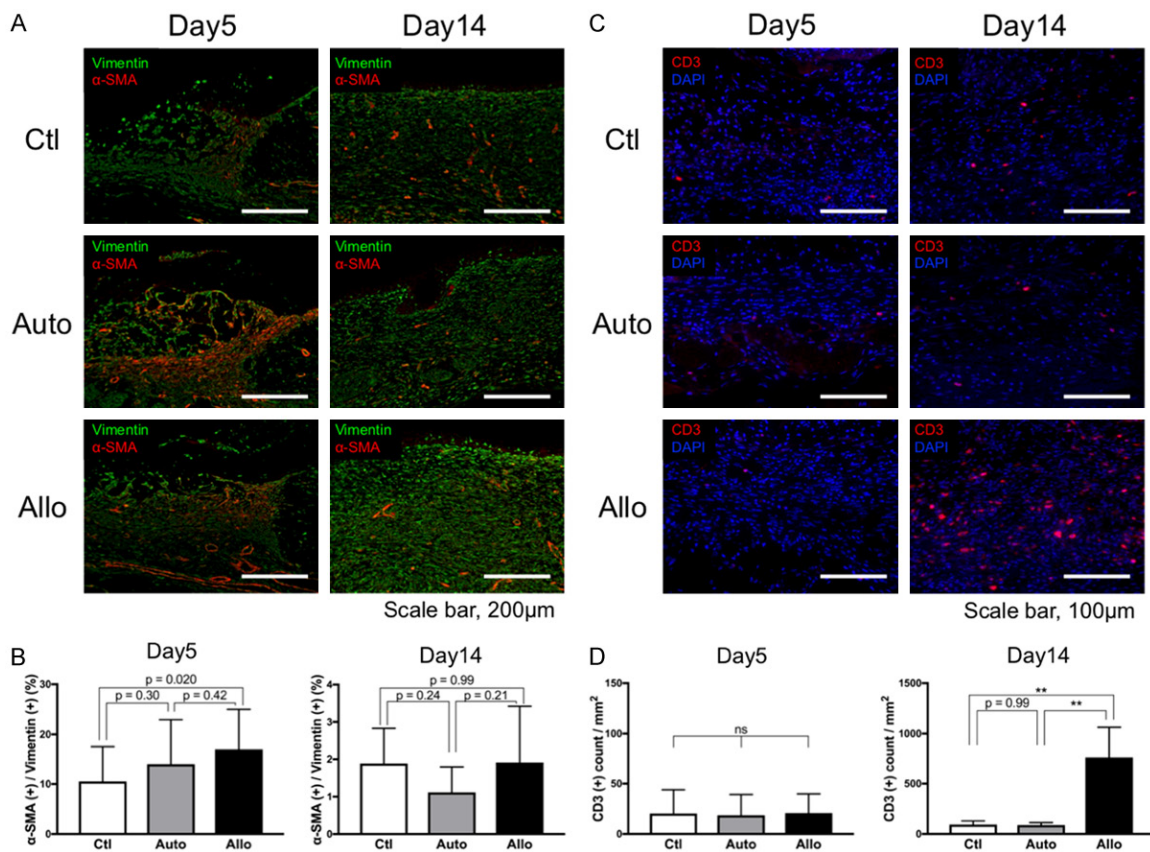 A
Day5
Day14
Ctl
Vimentin
α-SMA
Vimentin
α-SMA
Auto
Vimentin
α-SMA
Vimentin
α-SMA
Allo
Vimentin
α-SMA
Vimentin
α-SMA
Scale bar, 200μm
C
Day5
Day14
Ctl
CD3
DAPI
CD3
DAPI
Auto
CD3
DAPI
CD3
DAPI
Allo
CD3
DAPI
CD3
DAPI
Scale bar, 100μm
B
Day5
α-SMA (+) / Vimentin (+) (%)
30
20
10
0
p = 0.020
p = 0.30
p = 0.42
Ctl Auto Allo
Day14
α-SMA (+) / Vimentin (+) (%)
4
3
2
1
0
p = 0.99
p = 0.24
p = 0.21
Ctl Auto Allo
D
Day5
CD3 (+) count / mm²
150
100
50
0
ns
Ctl Auto Allo
Day14
CD3 (+) count / mm²
1500
1000
500
0
**
p = 0.99
**
Ctl Auto Allo